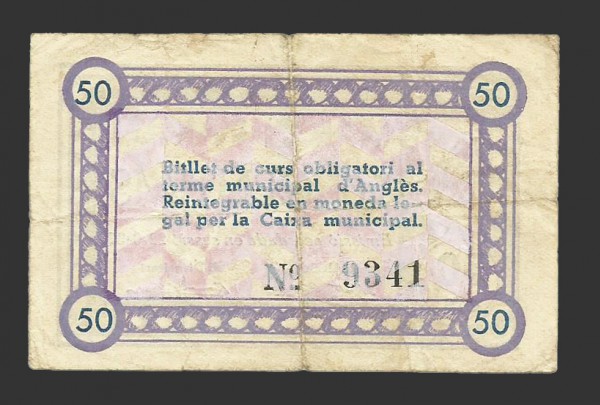 50 50
Bitllet de curs obligatori al
terme municipal d'Anglès.
Reintegrable en moneda le-
gal per la Caixa municipal.
Nº 9341
50 50